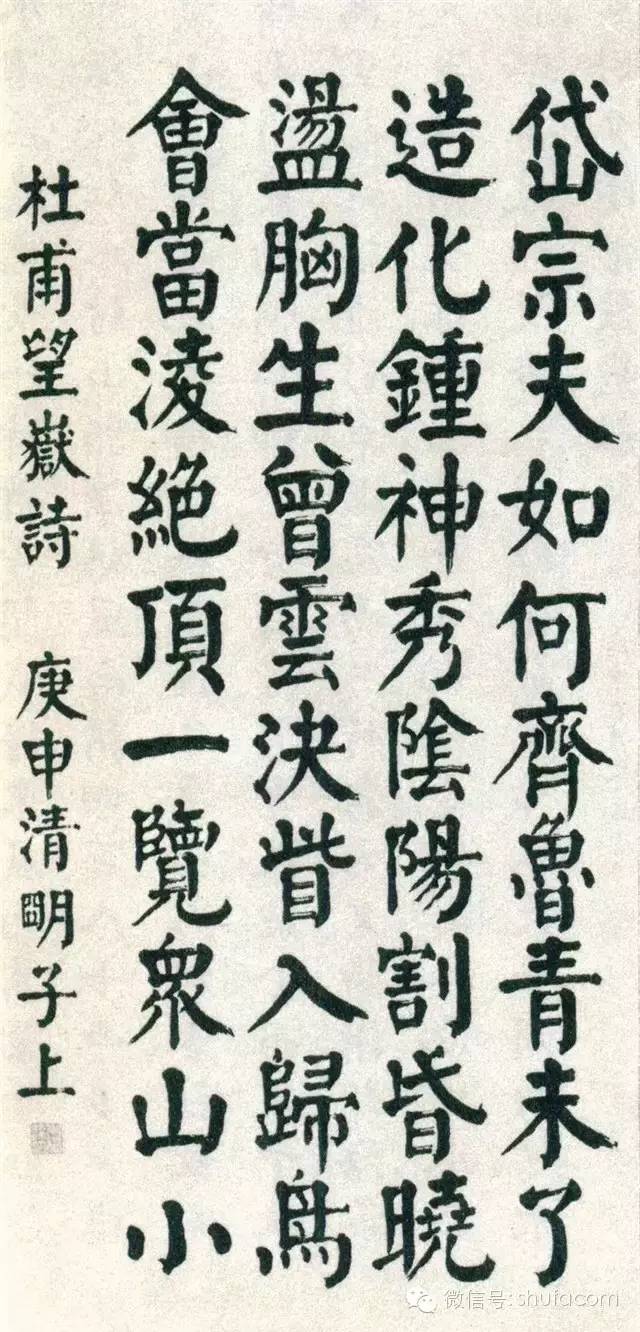 岱宗夫如何齊魯青未了
造化鍾神秀陰陽割昏曉
盪胸生曾雲決眥入歸鳥
會當淩絕頂一覽眾山小
杜甫望嶽詩 庚申清明子上
微信号: shufacom